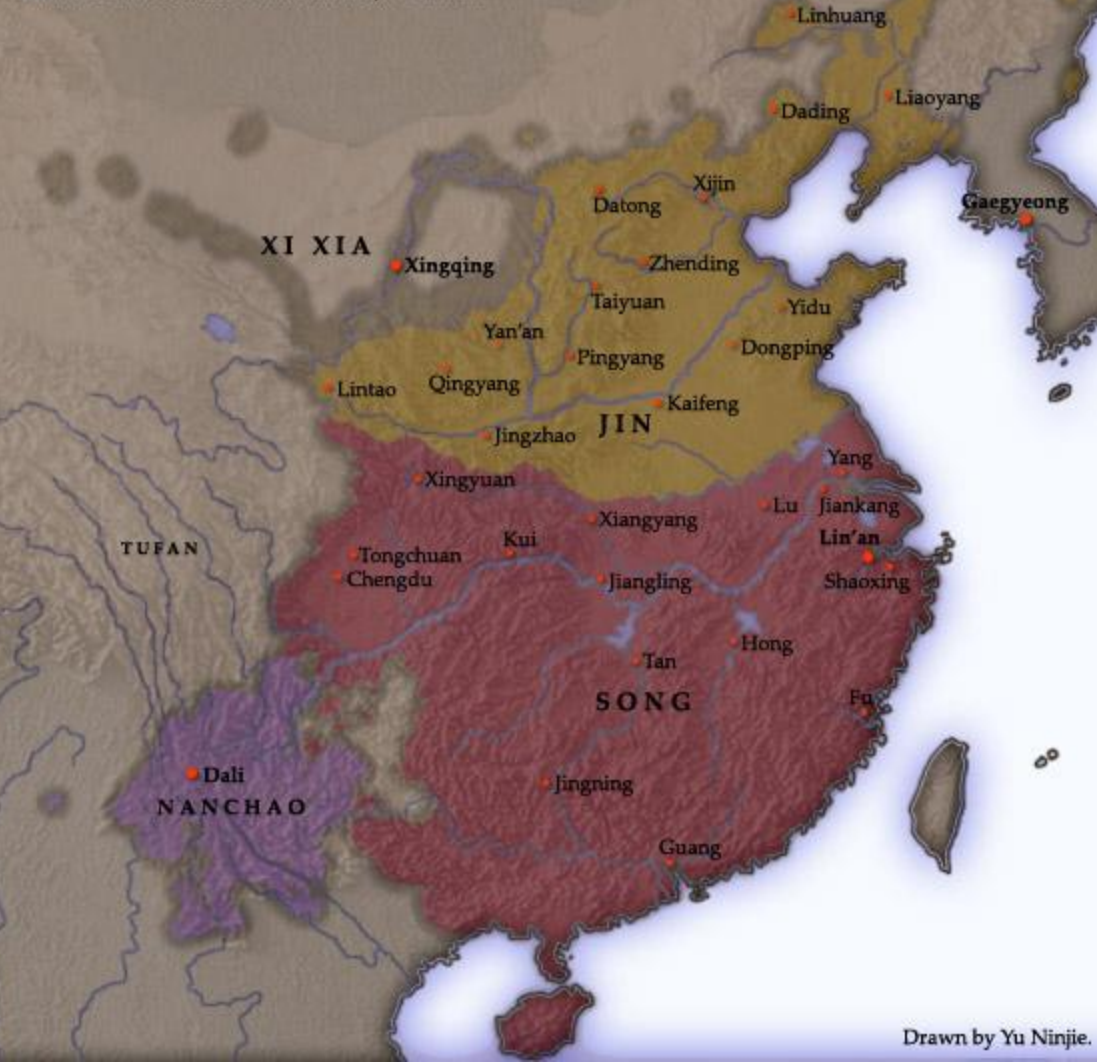 Linhuang
Liaoyang
Dading
Xijin
Datong
Gaegyeong
XI XIA
Xingqing
Zhending
Taiyuan
Yidu
Yan'an
Dongping
Pingyang
Qingyang
Lintao
Kaifeng
JIN
Jingzhao
Yang
Xingyuan
Lu
Jiankang
Xiangyang
Lin'an
Kui
TUFAN
Tongchuan
Chengdu
Jiangling
Shaoxing
Hong
Tan
SONG
Fu
Dali
NANCHAO
Jingning
Guang
Drawn by Yu Ninjie.